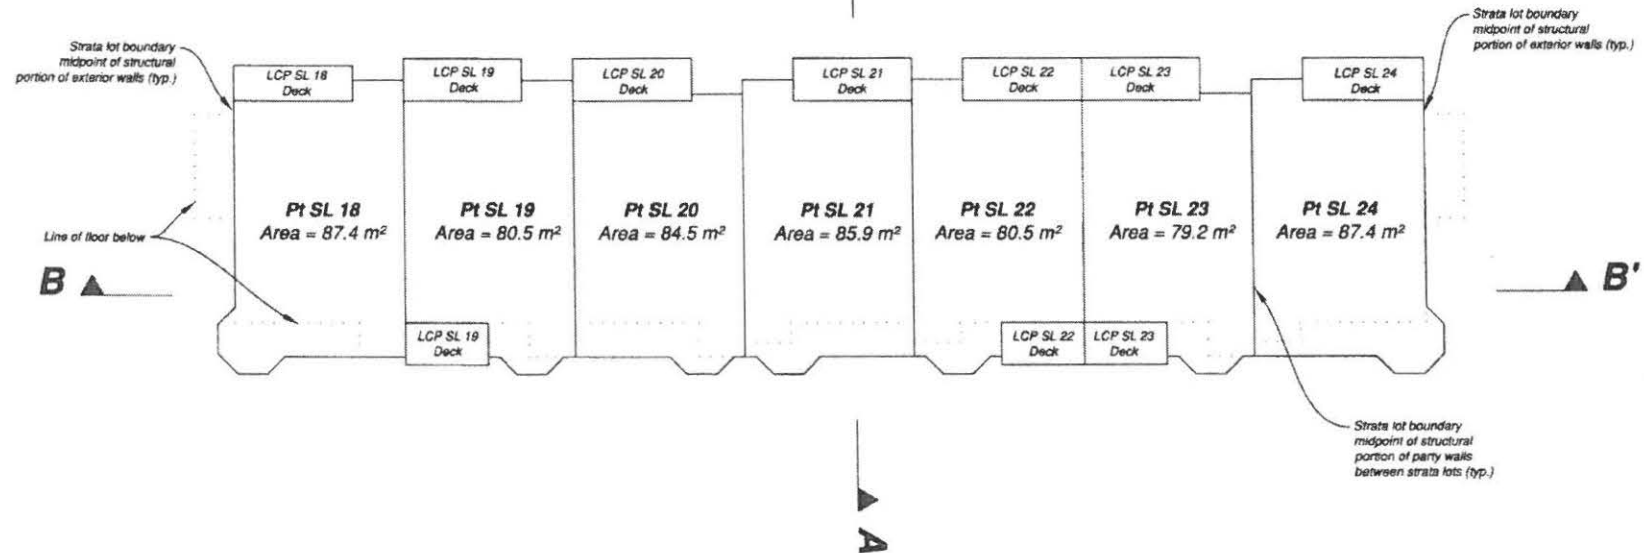 Strata lot boundary
midpoint of structural
portion of exterior walls (typ.)
Strata lot boundary
midpoint of structural
portion of exterior walls (typ.)
LCP SL 18
Deck
LCP SL 19
Deck
LCP SL 20
Deck
LCP SL 21
Deck
LCP SL 22
Deck
LCP SL 23
Deck
LCP SL 24
Deck
Pt SL 18
Area = 87.4 m²
Pt SL 19
Area = 80.5 m²
Pt SL 20
Area = 84.5 m²
Pt SL 21
Area = 85.9 m²
Pt SL 22
Area = 80.5 m²
Pt SL 23
Area = 79.2 m²
Pt SL 24
Area = 87.4 m²
Line of floor below
B
B'
LCP SL 19
Deck
LCP SL 22
Deck
LCP SL 23
Deck
Strata lot boundary
midpoint of structural
portion of party walls
between strata lots (typ.)
A